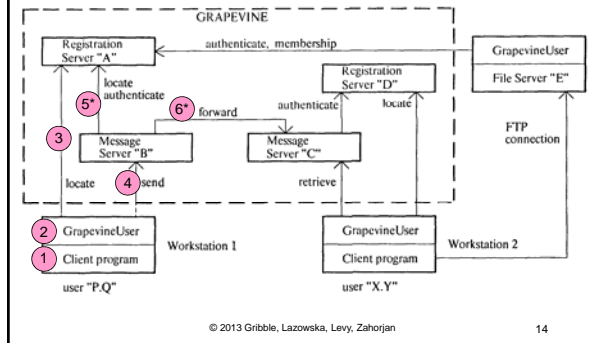 GRAPEVINE
Registration
Server "A"
authenticate, membership
GrapevineUser
File Server "E"
locate
authenticate
5*
6*
forward
Registration
Server "D"
authenticate
locate
3
Message
Server "B"
Message
Server "C"
FTP
connection
locate
4
send
retrieve
2
GrapevineUser
1
Client program
Workstation 1
GrapevineUser
Client program
Workstation 2
user "P.Q"
user "X.Y"
© 2013 Gribble, Lazowska, Levy, Zahorjan
14